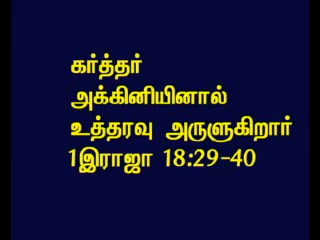 கர்த்தர்
அக்கினியினால்
உத்தரவு அருளுகிறார்
1இராஜா 18:29-40